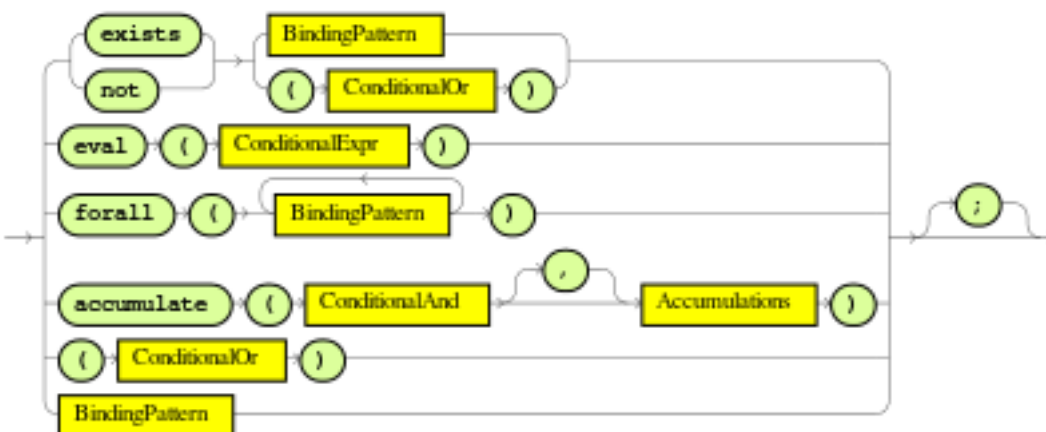 exists BindingPattern
not ( ConditionalOr )
eval ( ConditionalExpr )
forall ( BindingPattern ) ;
accumulate ( ConditionalAnd , Accumulations )
( ConditionalOr )
BindingPattern